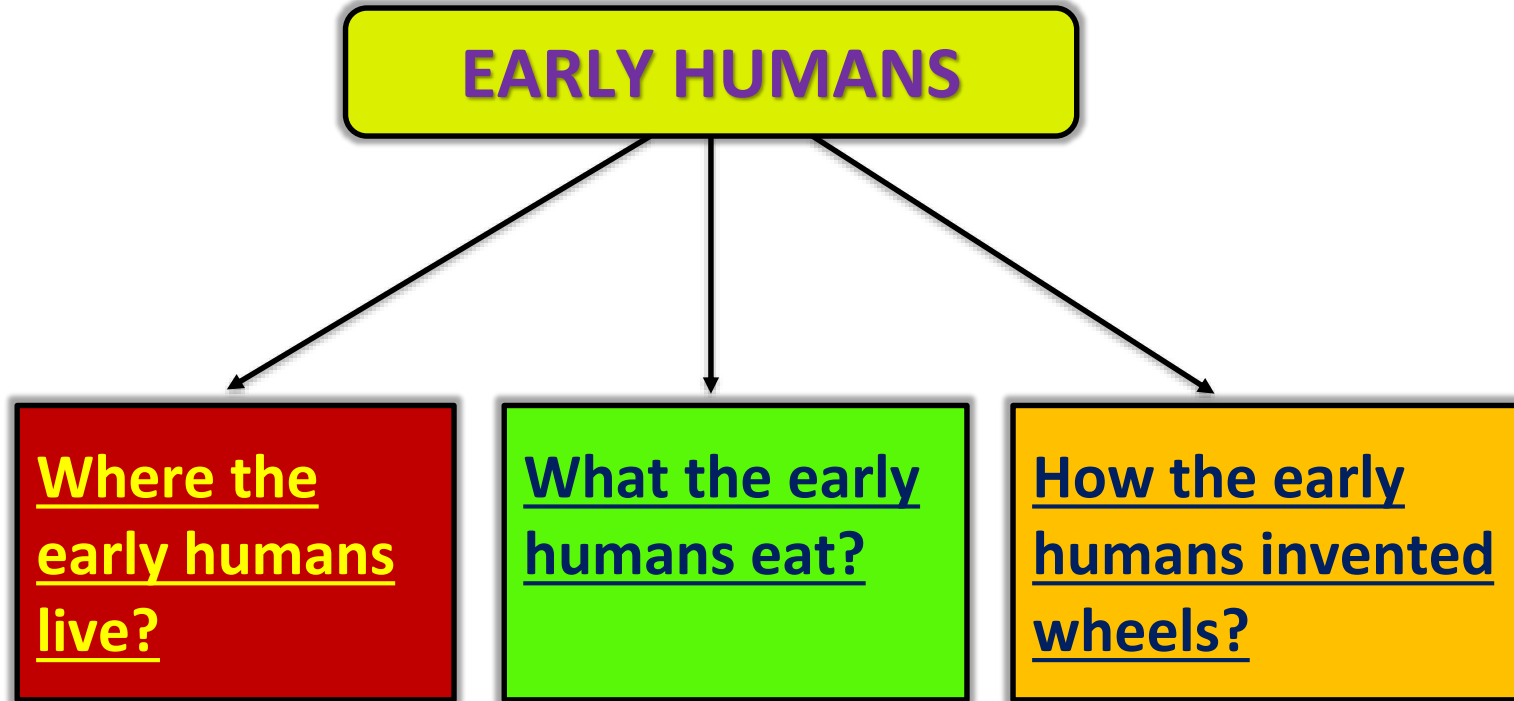 EARLY HUMANS
Where the
early humans
live?
What the early
humans eat?
How the early
humans invented
wheels?